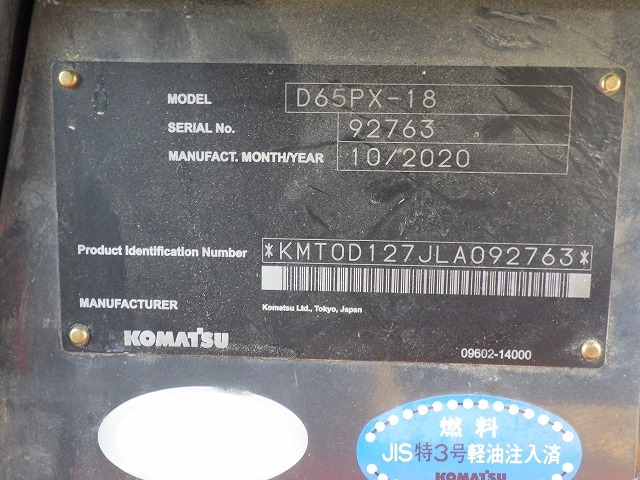 MODEL D65PX-18
SERIAL No. 92763
MANUFACT. MONTH/YEAR 10/2020
Product Identification Number *KMT0D127JLA092763*
MANUFACTURER Komatsu Ltd., Tokyo, Japan
KOMATSU
09602-14000
燃料
JIS特3号軽油注入済
KOMATSU